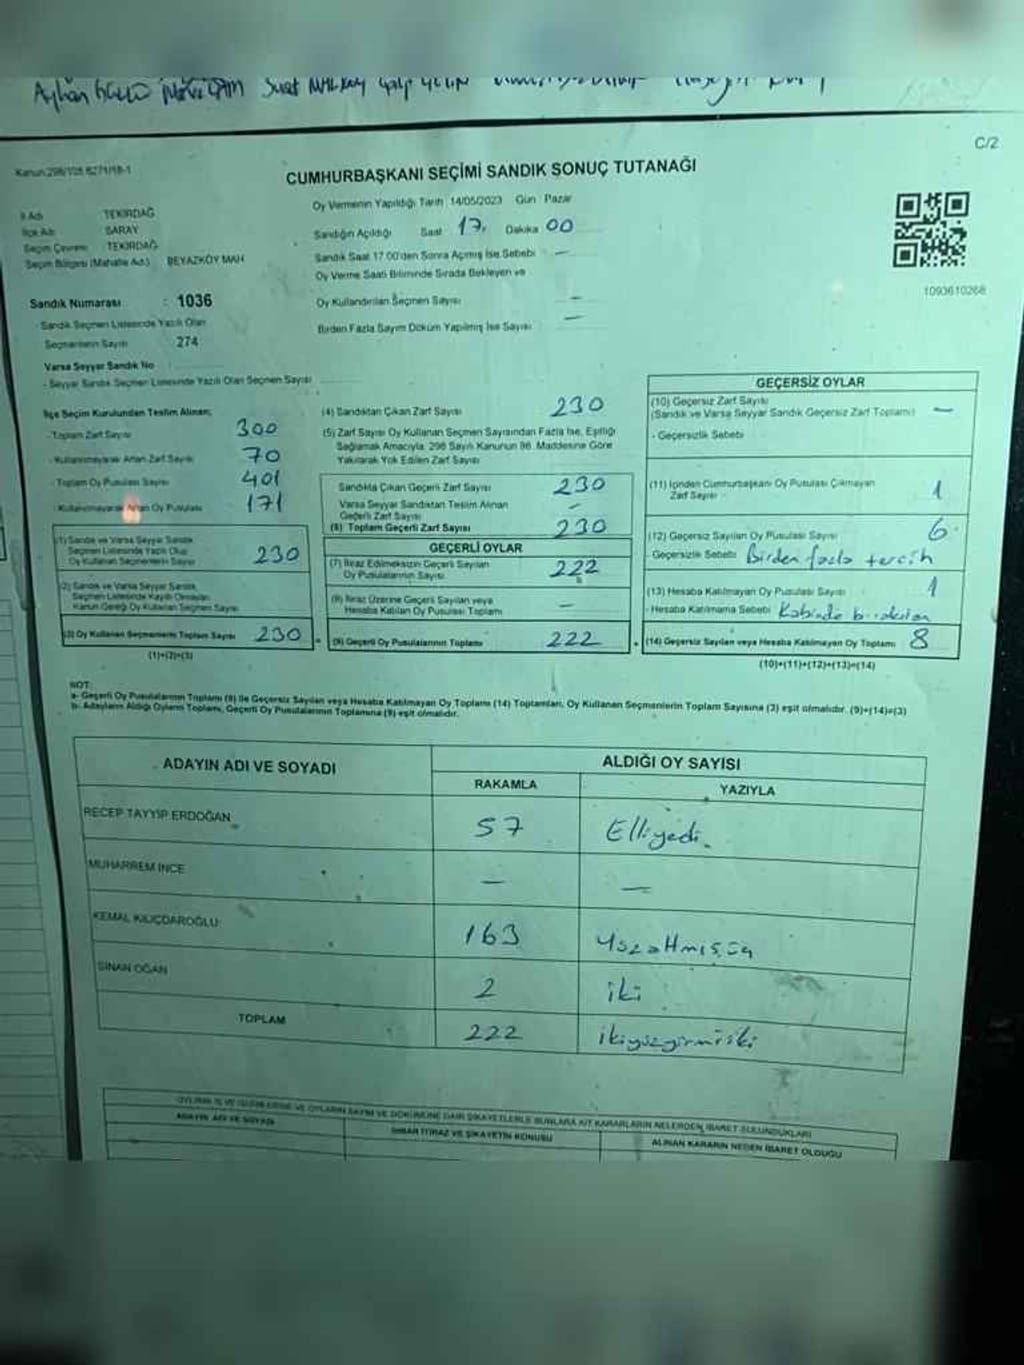 C/2
Kanun:298/105 6271/18-1
CUMHURBAŞKANI SEÇİMİ SANDIK SONUÇ TUTANAĞI
İl Adı TEKİRDAĞ
İlçe Adı SARAY
Seçim Çevresi TEKİRDAĞ
Seçim Bölgesi (Mahalle Adı) BEYAZKÖY MAH
Sandık Numarası : 1036
- Sandık Seçmen Listesinde Yazılı Olan
Seçmenlerin Sayısı 274
Varsa Seyyar Sandık No
- Seyyar Sandık Seçmen Listesinde Yazılı Olan Seçmen Sayısı
Oy Vermenin Yapıldığı Tarih 14/05/2023 Gün Pazar
Sandığın Açıldığı Saat 17. Dakika 00
Sandık Saat 17.00'den Sonra Açılmış İse Sebebi —
Oy Verme Saati Bitiminde Sırada Bekleyen ve
Oy Kullandırılan Seçmen Sayısı —
Birden Fazla Sayım Döküm Yapılmış İse Sayısı —
1093610268
İlçe Seçim Kurulundan Teslim Alınan;
- Toplam Zarf Sayısı 300
- Kullanılmayarak Artan Zarf Sayısı 70
- Toplam Oy Pusulası Sayısı 401
- Kullanılmayarak Artan Oy Pusulası 171
(1) Sandık ve Varsa Seyyar Sandık
Seçmen Listesinde Yazılı Olup
Oy Kullanan Seçmenlerin Sayısı 230
(2) Sandık ve Varsa Seyyar Sandık
Seçmen Listesinde Kaydı Olmayan
Kanun Gereği Oy Kullanan Seçmen Sayısı
(3) Oy Kullanan Seçmenlerin Toplam Sayısı 230
(1)+(2)=(3)
(4) Sandıktan Çıkan Zarf Sayısı 230
(5) Zarf Sayısı Oy Kullanan Seçmen Sayısından Fazla İse, Eşitliği
Sağlamak Amacıyla 298 Sayılı Kanunun 98. Maddesine Göre
Yakılarak Yok Edilen Zarf Sayısı
Sandıkta Çıkan Geçerli Zarf Sayısı 230
Varsa Seyyar Sandıktan Teslim Alınan
Geçerli Zarf Sayısı —
(6) Toplam Geçerli Zarf Sayısı 230
GEÇERLİ OYLAR
(7) İtiraz Edilmeksizin Geçerli Sayılan
Oy Pusulalarının Sayısı 222
(8) İtiraz Üzerine Geçerli Sayılan veya
Hesaba Katılan Oy Pusulası Toplamı —
(9) Geçerli Oy Pusulalarının Toplamı 222
GEÇERSİZ OYLAR
(10) Geçersiz Zarf Sayısı
(Sandık ve Varsa Seyyar Sandık Geçersiz Zarf Toplamı) —
- Geçersizlik Sebebi
(11) İçinden Cumhurbaşkanı Oy Pusulası Çıkmayan
Zarf Sayısı 1
(12) Geçersiz Sayılan Oy Pusulası Sayısı 6
- Geçersizlik Sebebi Birden fazla tercih
(13) Hesaba Katılmayan Oy Pusulası Sayısı 1
- Hesaba Katılmama Sebebi Kabinde bırakılan
(14) Geçersiz Sayılan veya Hesaba Katılmayan Oy Toplamı 8
(10)+(11)+(12)+(13)=(14)
NOT:
a- Geçerli Oy Pusulalarının Toplamı (9) ile Geçersiz Sayılan veya Hesaba Katılmayan Oy Toplamı (14) Toplamları, Oy Kullanan Seçmenlerin Toplam Sayısına (3) eşit olmalıdır. (9)+(14)=(3)
b- Adayların Aldığı Oyların Toplamı, Geçerli Oy Pusulalarının Toplamına (9) eşit olmalıdır.
ADAYIN ADI VE SOYADI
ALDIĞI OY SAYISI
RAKAMLA YAZIYLA
RECEP TAYYİP ERDOĞAN 57 Elliyedi.
MUHARREM İNCE — —
KEMAL KILIÇDAROĞLU 163 Yüzaltmışüç
SİNAN OĞAN 2 iki
TOPLAM 222 ikiyüzyirmiiki
OYLAMA İŞ VE İŞLEMLERİNE VE OYLARIN SAYIM VE DÖKÜMÜNE DAİR ŞİKAYETLERLE BUNLARA AİT KARARLARIN NELERDEN İBARET BULUNDUKLARI
ADAYIN ADI VE SOYADI
İHBAR İTİRAZ VE ŞİKAYETİN KONUSU
ALINAN KARARIN NEDEN İBARET OLDUĞU